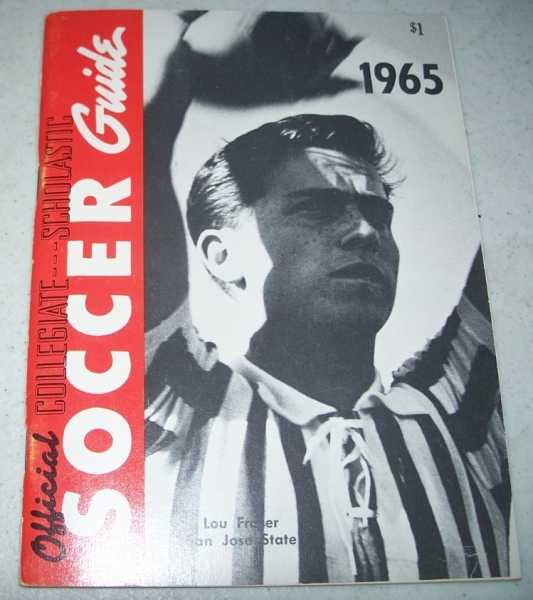 Official COLLEGIATE---SCHOLASTIC
SOCCER Guide
$1
1965
Lou Fraser
San Jose State